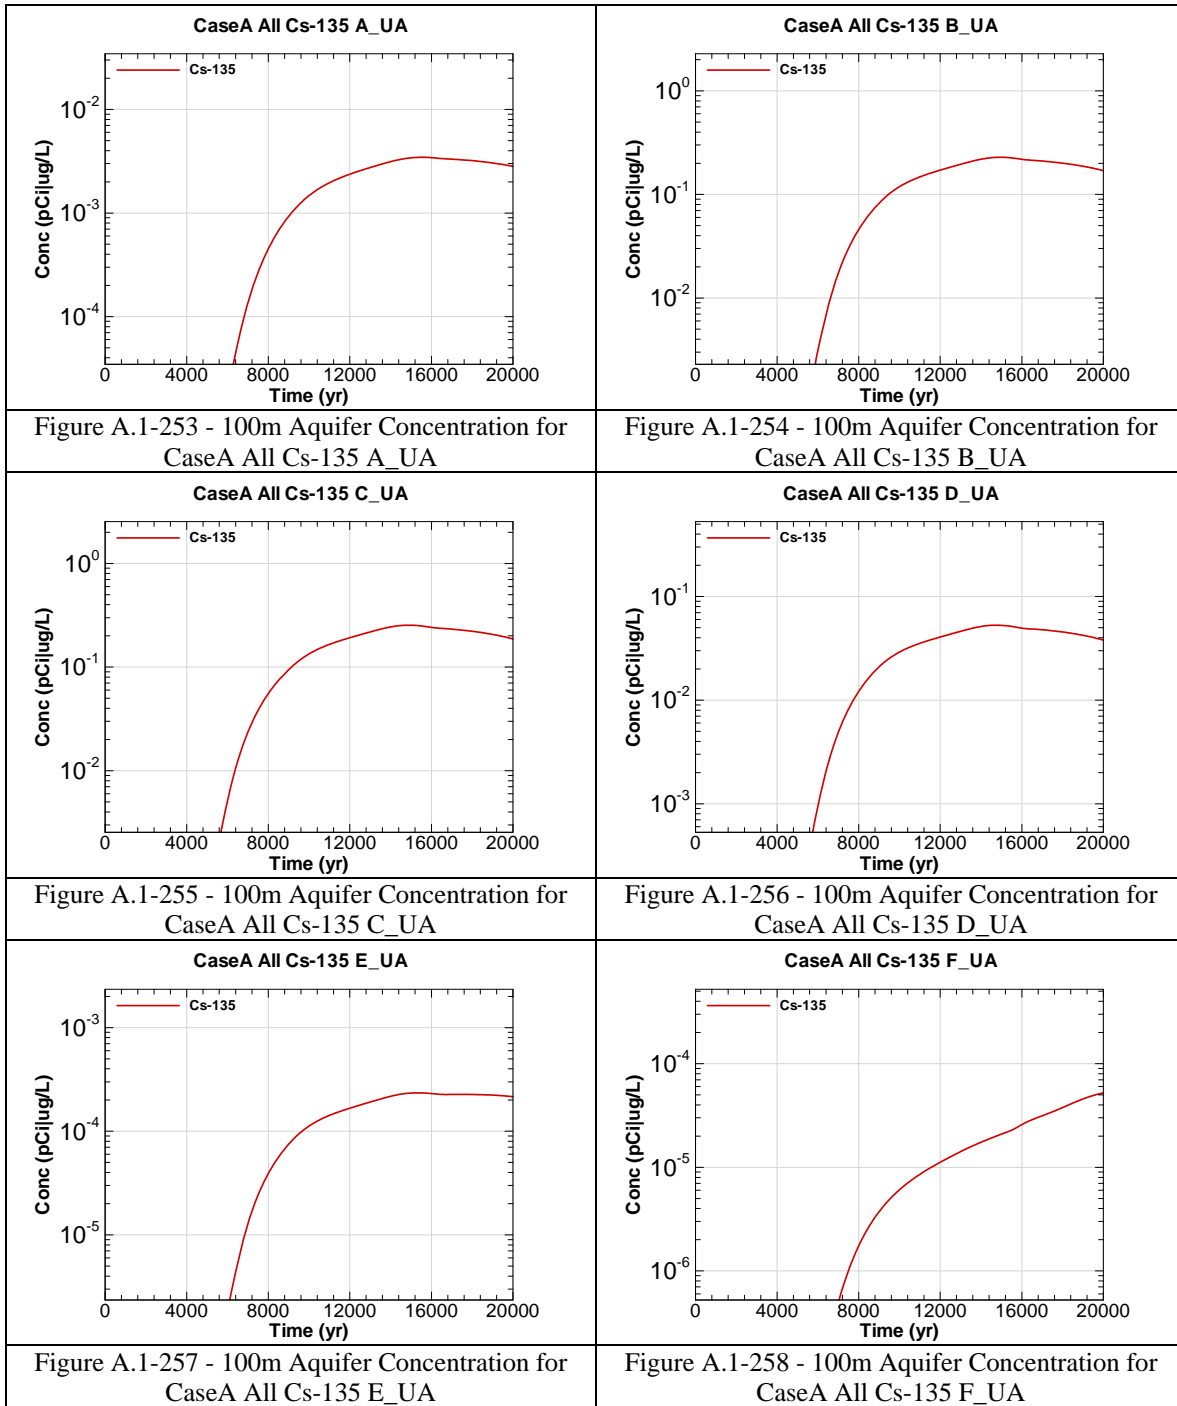 CaseA All Cs-135 A_UA
Cs-135
10^-2
10^-3
10^-4
Conc (pCi|ug/L)
0 4000 8000 12000 16000 20000
Time (yr)
Figure A.1-253 - 100m Aquifer Concentration for
CaseA All Cs-135 A_UA
CaseA All Cs-135 B_UA
Cs-135
10^0
10^-1
10^-2
Conc (pCi|ug/L)
0 4000 8000 12000 16000 20000
Time (yr)
Figure A.1-254 - 100m Aquifer Concentration for
CaseA All Cs-135 B_UA
CaseA All Cs-135 C_UA
Cs-135
10^0
10^-1
10^-2
Conc (pCi|ug/L)
0 4000 8000 12000 16000 20000
Time (yr)
Figure A.1-255 - 100m Aquifer Concentration for
CaseA All Cs-135 C_UA
CaseA All Cs-135 D_UA
Cs-135
10^-1
10^-2
10^-3
Conc (pCi|ug/L)
0 4000 8000 12000 16000 20000
Time (yr)
Figure A.1-256 - 100m Aquifer Concentration for
CaseA All Cs-135 D_UA
CaseA All Cs-135 E_UA
Cs-135
10^-3
10^-4
10^-5
Conc (pCi|ug/L)
0 4000 8000 12000 16000 20000
Time (yr)
Figure A.1-257 - 100m Aquifer Concentration for
CaseA All Cs-135 E_UA
CaseA All Cs-135 F_UA
Cs-135
10^-4
10^-5
10^-6
Conc (pCi|ug/L)
0 4000 8000 12000 16000 20000
Time (yr)
Figure A.1-258 - 100m Aquifer Concentration for
CaseA All Cs-135 F_UA